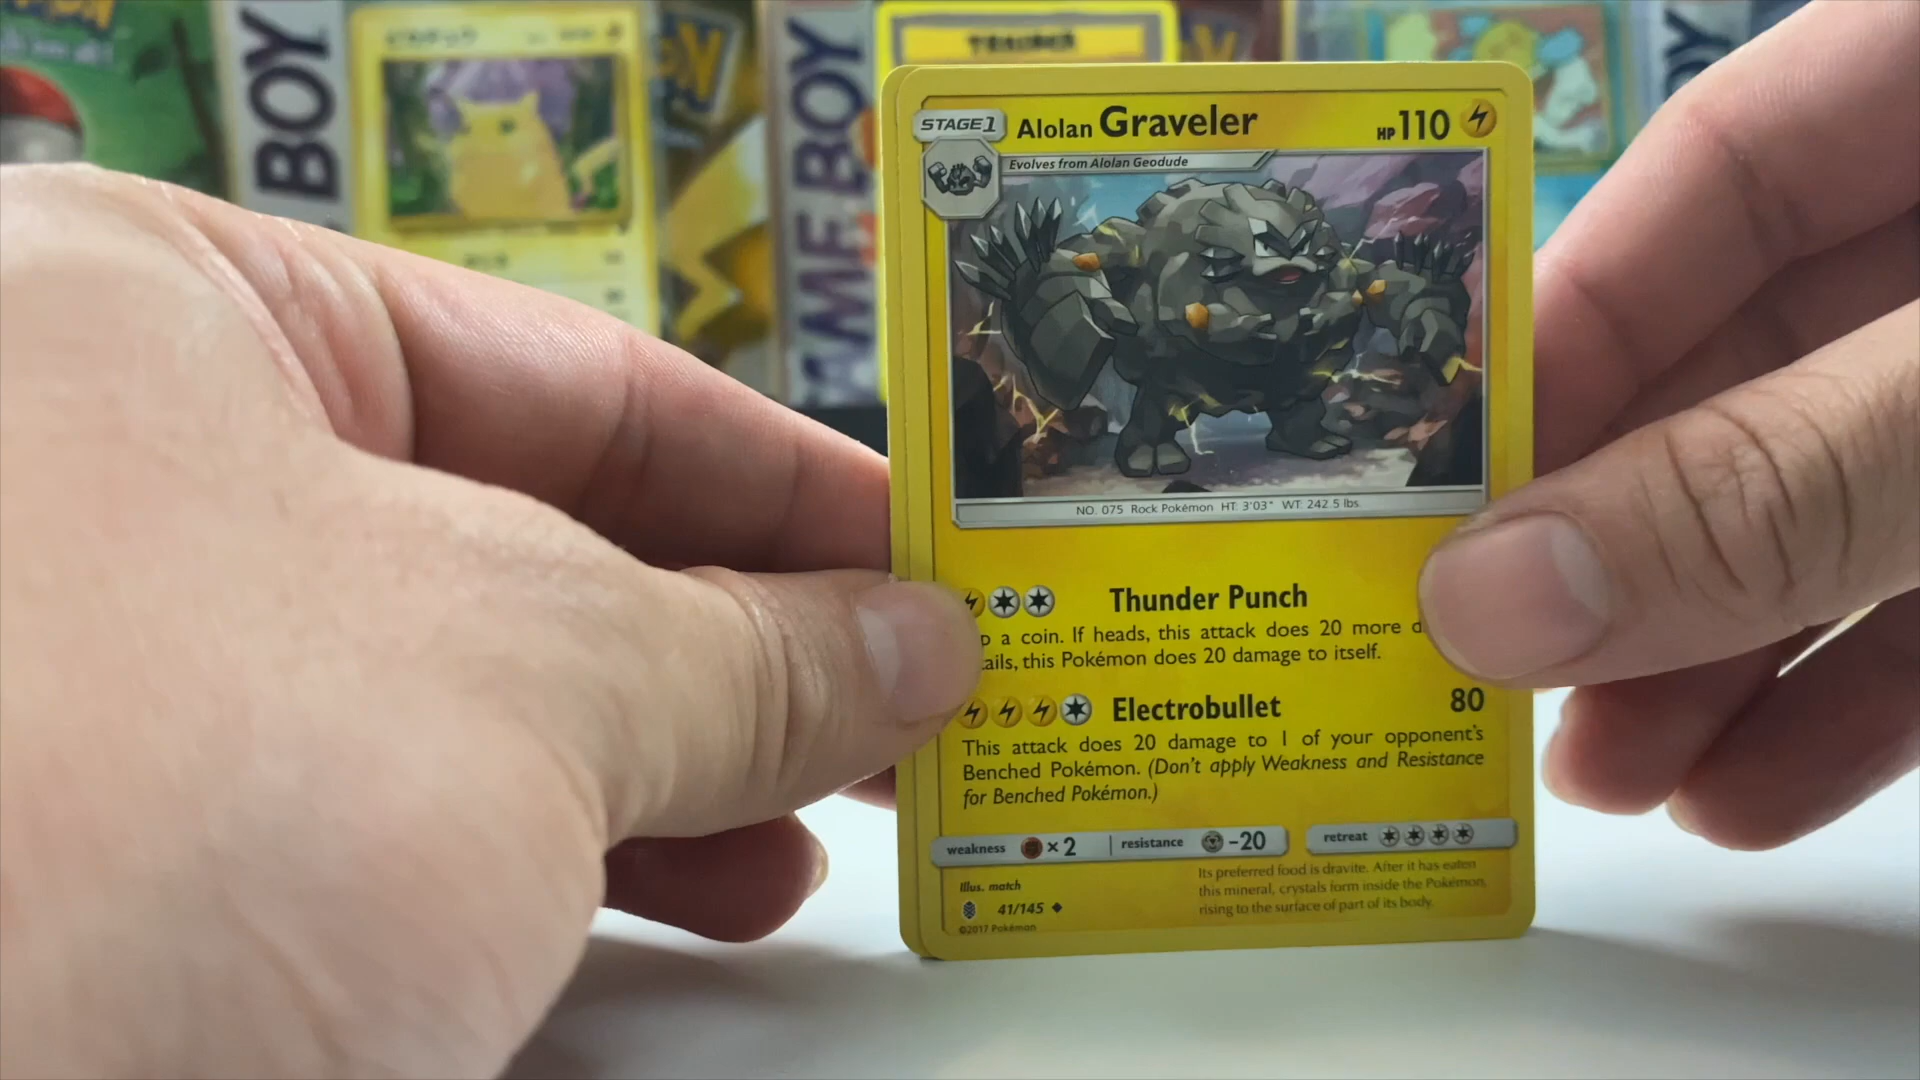 BOY
GAME BOY
TRAINER
OY
STAGE 1 Alolan Graveler HP 110
Evolves from Alolan Geodude
NO. 075 Rock Pokémon HT: 3'03" WT: 242.5 lbs.
Thunder Punch
p a coin. If heads, this attack does 20 more d
ails, this Pokémon does 20 damage to itself.
Electrobullet 80
This attack does 20 damage to 1 of your opponent's
Benched Pokémon. (Don't apply Weakness and Resistance
for Benched Pokémon.)
weakness ×2 resistance -20 retreat
Its preferred food is dravite. After it has eaten
this mineral, crystals form inside the Pokémon,
rising to the surface of part of its body.
Illus. match
41/145
©2017 Pokémon